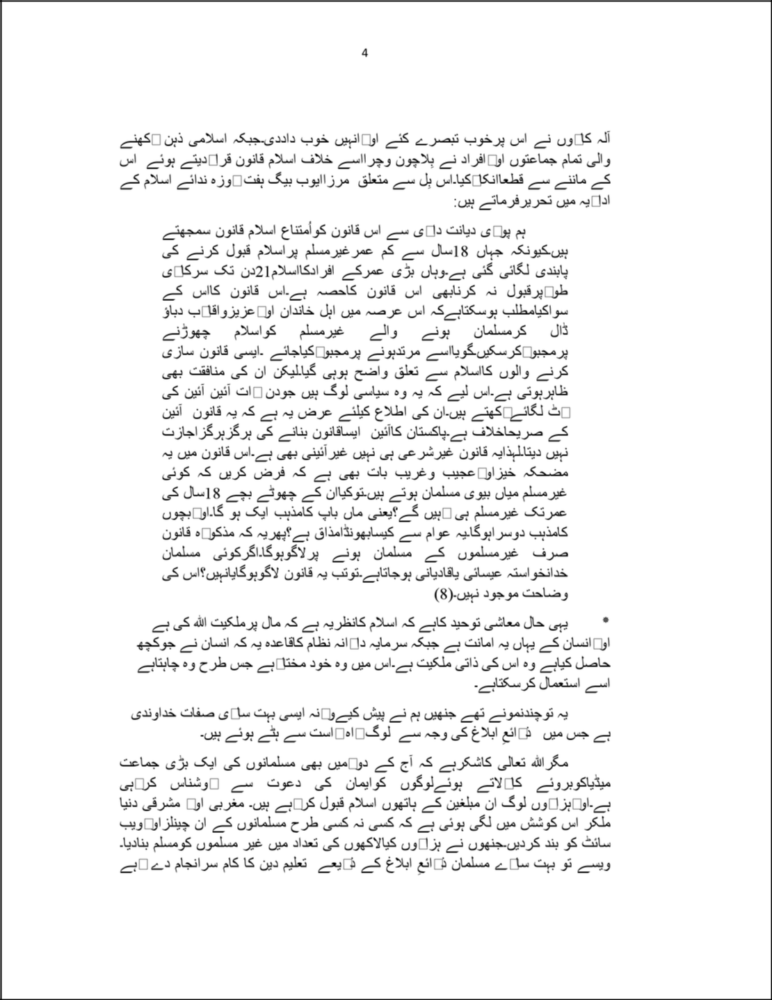 4
آلہ کا□وں نے اس پرخوب تبصرے کئے او□انہیں خوب داددی۔جبکہ اسلامی ذہن □کھنے
والی تمام جماعتوں او□افراد نے بِلاچون وچرااسے خلاف اسلام قانون قرا□دیتے ہوئے اس
کے ماننے سے قطعاانکا□کیا۔اس بِل سے متعلق مرزاایوب بیگ ہفت□وزہ ندائے اسلام کے
ادا□یہ میں تحریرفرماتے ہیں:
ہم پو□ی دیانت دا□ی سے اس قانون کواُمتناع اسلام قانون سمجھتے
ہیں۔کیونکہ جہاں 18سال سے کم عمرغیرمسلم پراسلام قبول کرنے کی
پابندی لگائی گئی ہے۔وہاں بڑی عمرکے افرادکااسلام21دن تک سرکا□ی
طو□پرقبول نہ کرنابھی اس قانون کاحصہ ہے۔اس قانون کااس کے
سواکیامطلب ہوسکتاہےکہ اس عرصہ میں اہل خاندان او□عزیزواقا□ب دباؤ
ڈال کرمسلمان ہونے والے غیرمسلم کواسلام چھوڑنے
پرمجبو□کرسکیں۔گویااسے مرتدہونے پرمجبو□کیاجائے ۔ایسی قانون سازی
کرنے والوں کااسلام سے تعلق واضح ہوہی گیا۔لیکن ان کی منافقت بھی
ظاہرہوتی ہے۔اس لیے کہ یہ وہ سیاسی لوگ ہیں جودن □ات آئین آئین کی
□ٹ لگائے□کھتے ہیں۔ان کی اطلاع کیلئے عرض یہ ہے کہ یہ قانون آئین
کے صریحاخلاف ہے۔پاکستان کاآئین ایساقانون بنانے کی ہرگزہرگزاجازت
نہیں دیتا۔لہذایہ قانون غیرشرعی ہی نہیں غیرآئینی بھی ہے۔اس قانون میں یہ
مضحکہ خیزاو□عجیب وغریب بات بھی ہے کہ فرض کریں کہ کوئی
غیرمسلم میاں بیوی مسلمان ہوتے ہیں۔توکیاان کے چھوٹے بچے 18سال کی
عمرتک غیرمسلم ہی □ہیں گے؟یعنی ماں باپ کامذہب ایک ہو گا۔او□بچوں
کامذہب دوسراہوگا۔یہ عوام سے کیسابھونڈامذاق ہے؟پھریہ کہ مذکو□ہ قانون
صرف غیرمسلموں کے مسلمان ہونے پرلاگوہوگا۔اگرکوئی مسلمان
خدانخواستہ عیسائی یاقادیانی ہوجاتاہے۔توتب یہ قانون لاگوہوگایانہیں؟اس کی
وضاحت موجود نہیں۔(8)
* یہی حال معاشی توحید کاہے کہ اسلام کانظریہ ہے کہ مال پرملکیت اللہ کی ہے
او□انسان کے یہاں یہ امانت ہے جبکہ سرمایہ دا□انہ نظام کاقاعدہ یہ کہ انسان نے جوکچھ
حاصل کیاہے وہ اس کی ذاتی ملکیت ہے۔اس میں وہ خود مختا□ہے جس طرح وہ چاہتاہے
اسے استعمال کرسکتاہے۔
یہ توچندنمونے تھے جنھیں ہم نے پیش کیےو□نہ ایسی بہت سا□ی صفات خداوندی
ہے جس میں ذ□ائعِ ابلاغ کی وجہ سے لوگ□اہ□است سے ہٹے ہوئے ہیں۔
مگراللہ تعالی کاشکرہے کہ آج کے دو□میں بھی مسلمانوں کی ایک بڑی جماعت
میڈیاکوبروئے کا□لاتے ہوئےلوگوں کوایمان کی دعوت سے □وشناس کر□ہی
ہے۔او□ہزا□وں لوگ ان مبلغین کے ہاتھوں اسلام قبول کر□ہے ہیں۔ مغربی او□ مشرقی دنیا
ملکر اس کوشش میں لگی ہوئی ہے کہ کسی نہ کسی طرح مسلمانوں کے ان چینلزاو□ویب
سائٹ کو بند کردیں۔جنھوں نے ہزا□وں کیالاکھوں کی تعداد میں غیر مسلموں کومسلم بنادیا۔
ویسے تو بہت سا□ے مسلمان ذ□ائعِ ابلاغ کے ذ□یعے تعلیم دین کا کام سرانجام دے □ہے